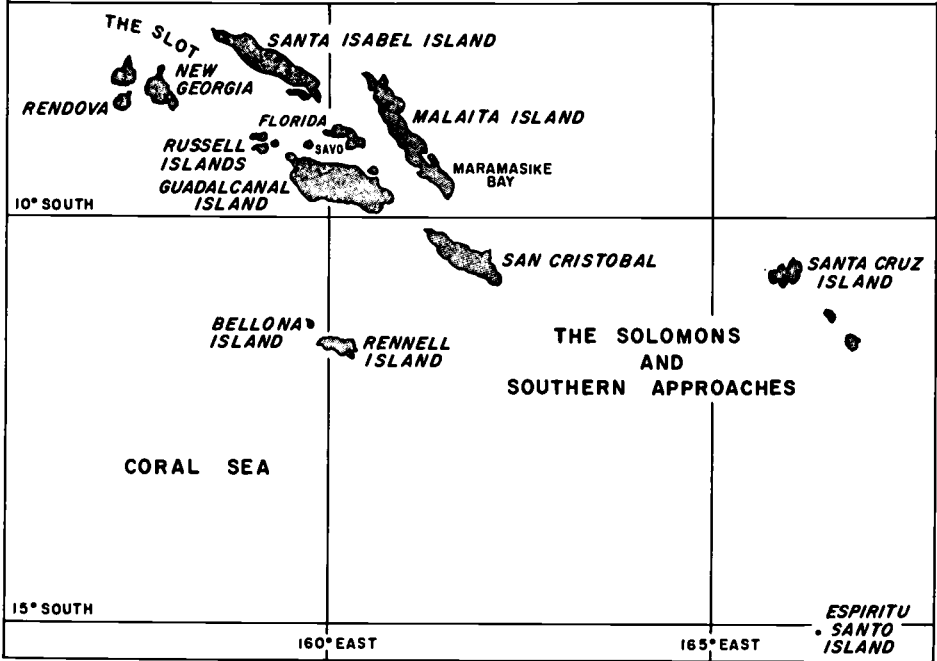 THE SLOT
SANTA ISABEL ISLAND
NEW
GEORGIA
RENDOVA
FLORIDA
MALAITA ISLAND
SAVO
RUSSELL
ISLANDS
MARAMASIKE
BAY
GUADALCANAL
ISLAND
10° SOUTH
SAN CRISTOBAL
SANTA CRUZ
ISLAND
BELLONA
ISLAND
RENNELL
ISLAND
THE SOLOMONS
AND
SOUTHERN APPROACHES
CORAL SEA
15° SOUTH
ESPIRITU
SANTO
ISLAND
160° EAST
165° EAST